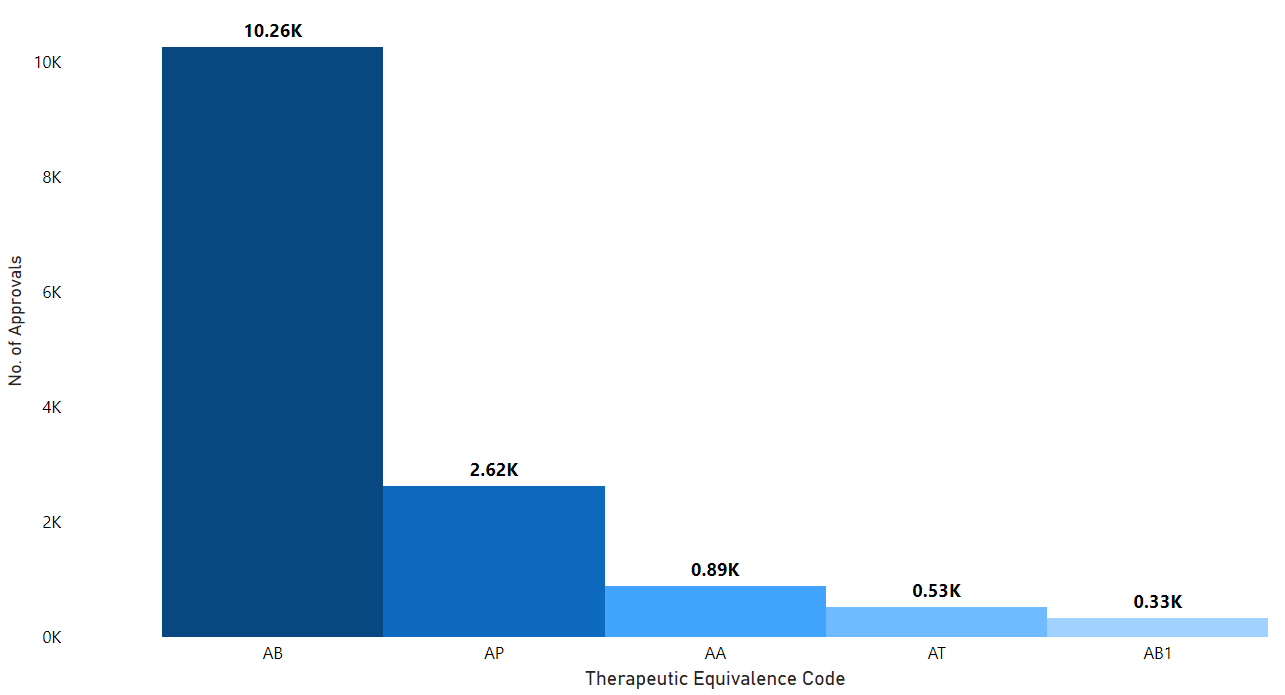 10.26K
10K
8K
6K
No. of Approvals
4K
2.62K
2K
0.89K
0.53K
0.33K
0K
AB AP AA AT AB1
Therapeutic Equivalence Code